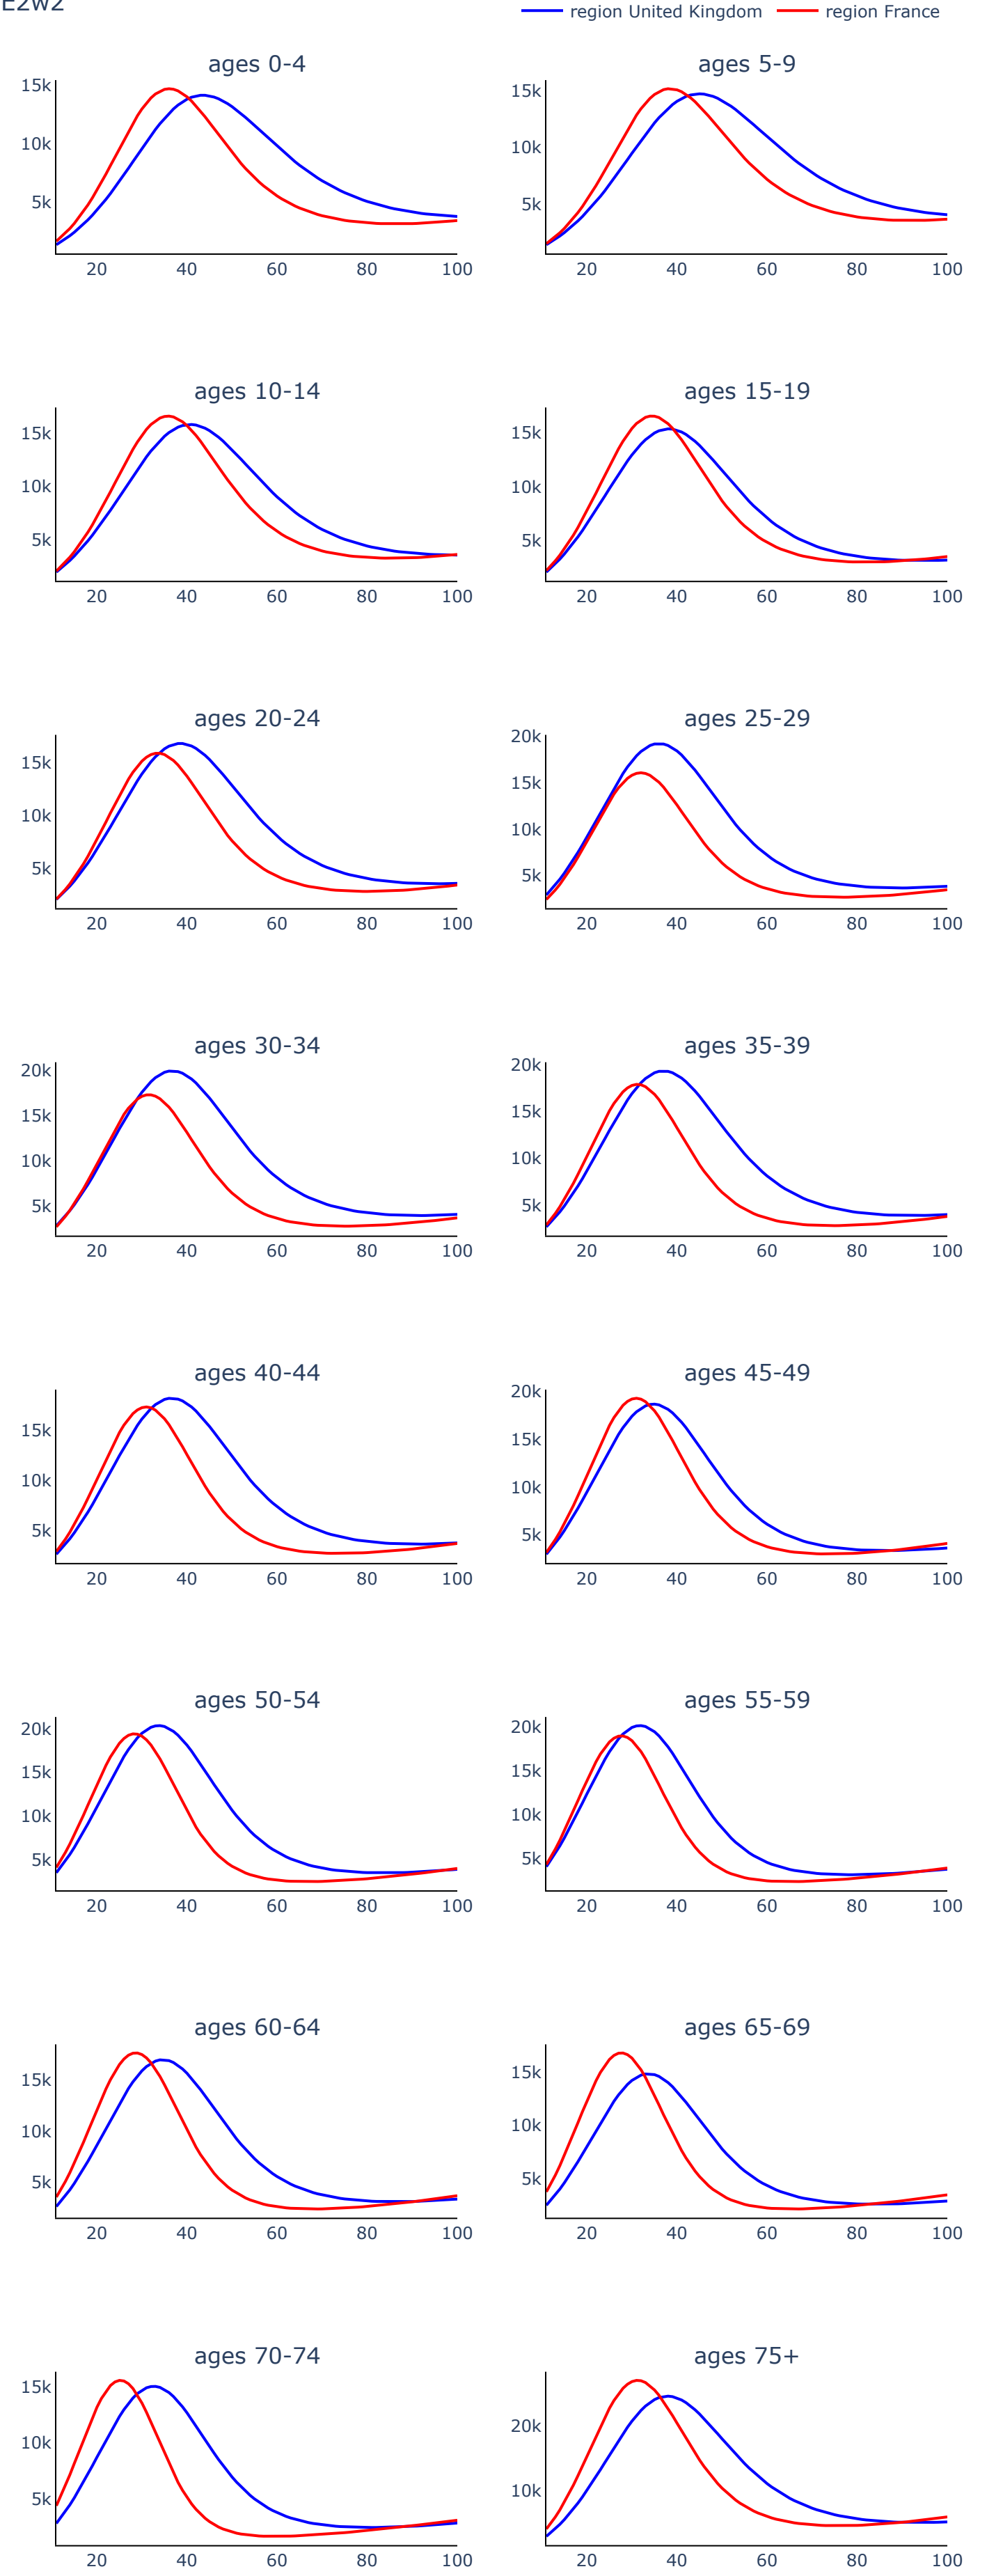 E2w2
region United Kingdom region France
ages 0-4 ages 5-9
15k
10k
5k
20 40 60 80 100
15k
10k
5k
20 40 60 80 100
ages 10-14 ages 15-19
15k
10k
5k
20 40 60 80 100
15k
10k
5k
20 40 60 80 100
ages 20-24 ages 25-29
15k
10k
5k
20 40 60 80 100
20k
15k
10k
5k
20 40 60 80 100
ages 30-34 ages 35-39
20k
15k
10k
5k
20 40 60 80 100
20k
15k
10k
5k
20 40 60 80 100
ages 40-44 ages 45-49
15k
10k
5k
20 40 60 80 100
20k
15k
10k
5k
20 40 60 80 100
ages 50-54 ages 55-59
20k
15k
10k
5k
20 40 60 80 100
20k
15k
10k
5k
20 40 60 80 100
ages 60-64 ages 65-69
15k
10k
5k
20 40 60 80 100
15k
10k
5k
20 40 60 80 100
ages 70-74 ages 75+
15k
10k
5k
20 40 60 80 100
20k
10k
20 40 60 80 100